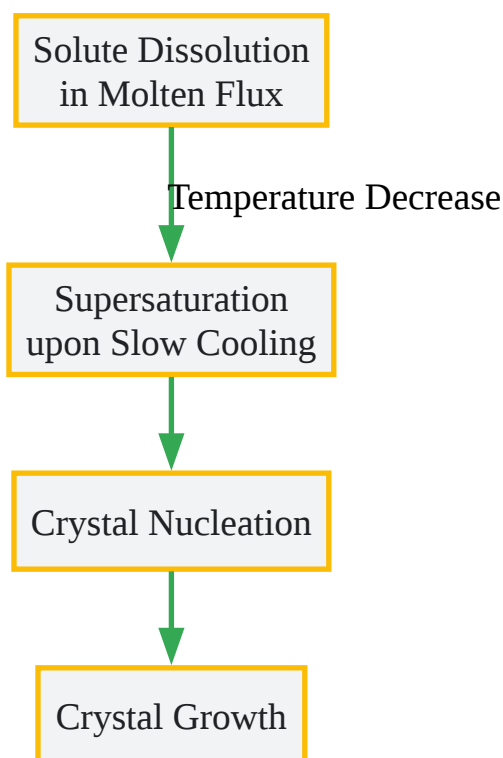 Solute Dissolution
in Molten Flux
Temperature Decrease
Supersaturation
upon Slow Cooling
Crystal Nucleation
Crystal Growth